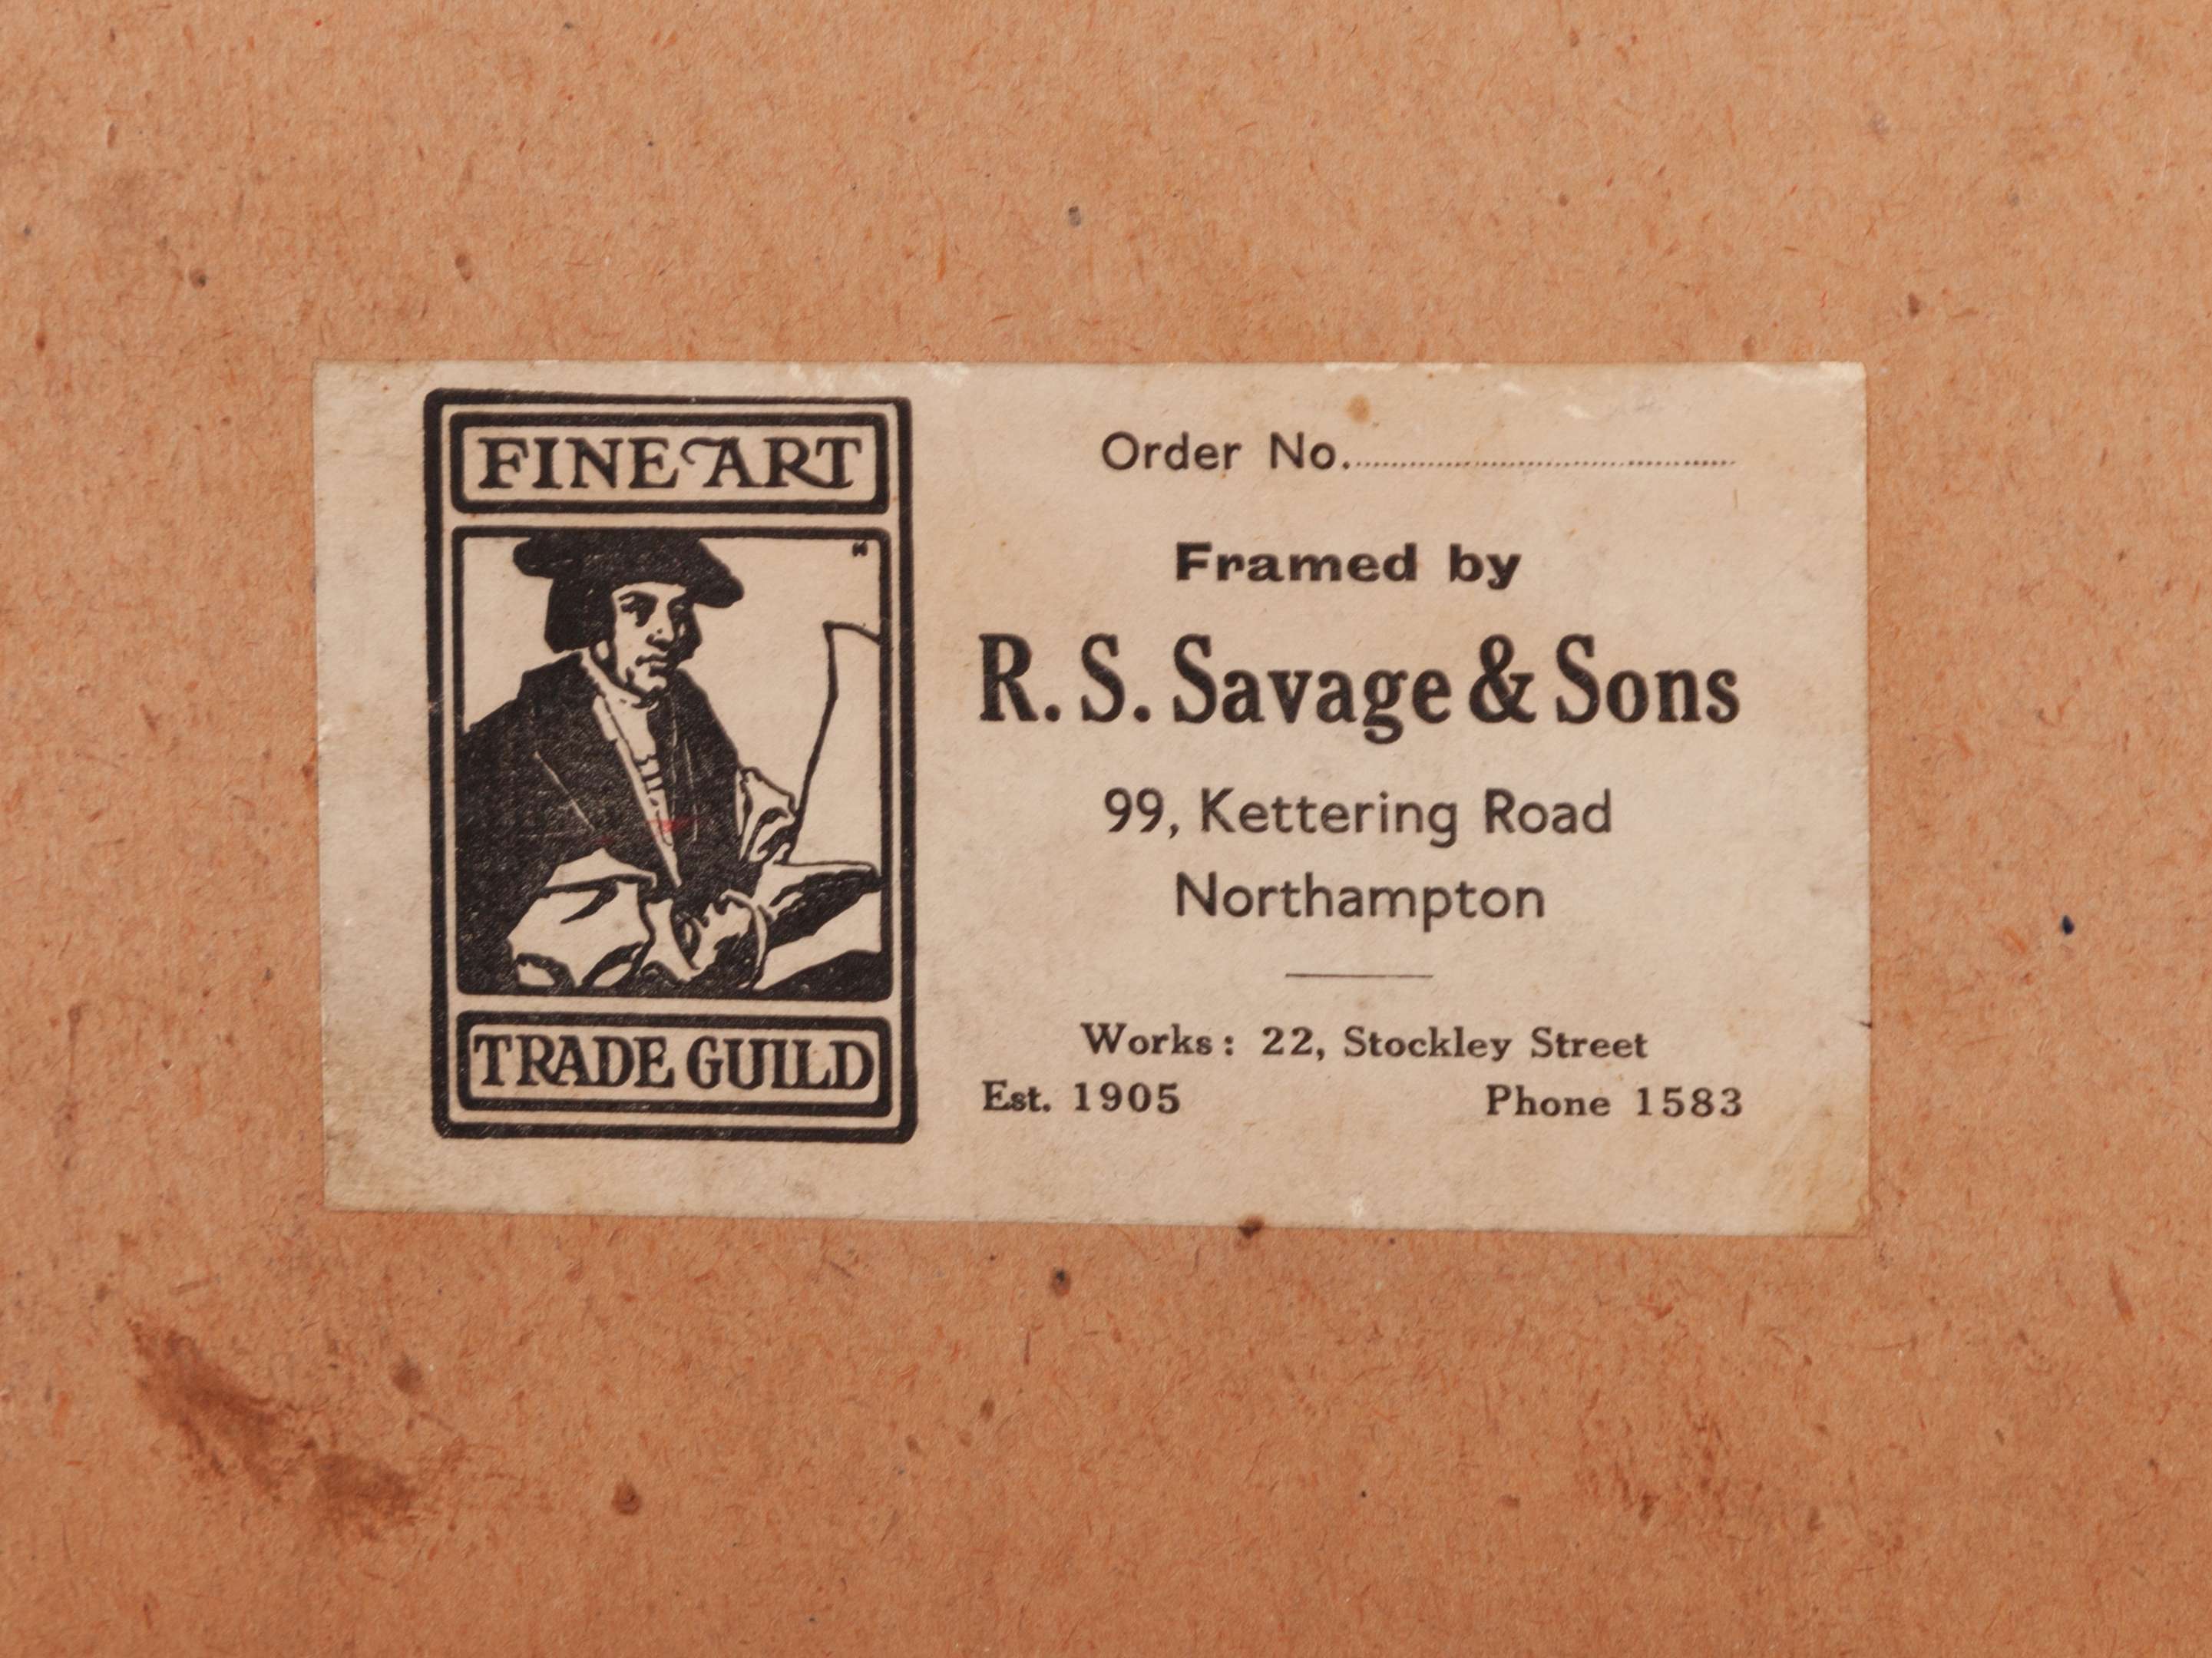 FINE ART
TRADE GUILD
Order No.
Framed by
R. S. Savage & Sons
99, Kettering Road
Northampton
Works: 22, Stockley Street
Est. 1905 Phone 1583